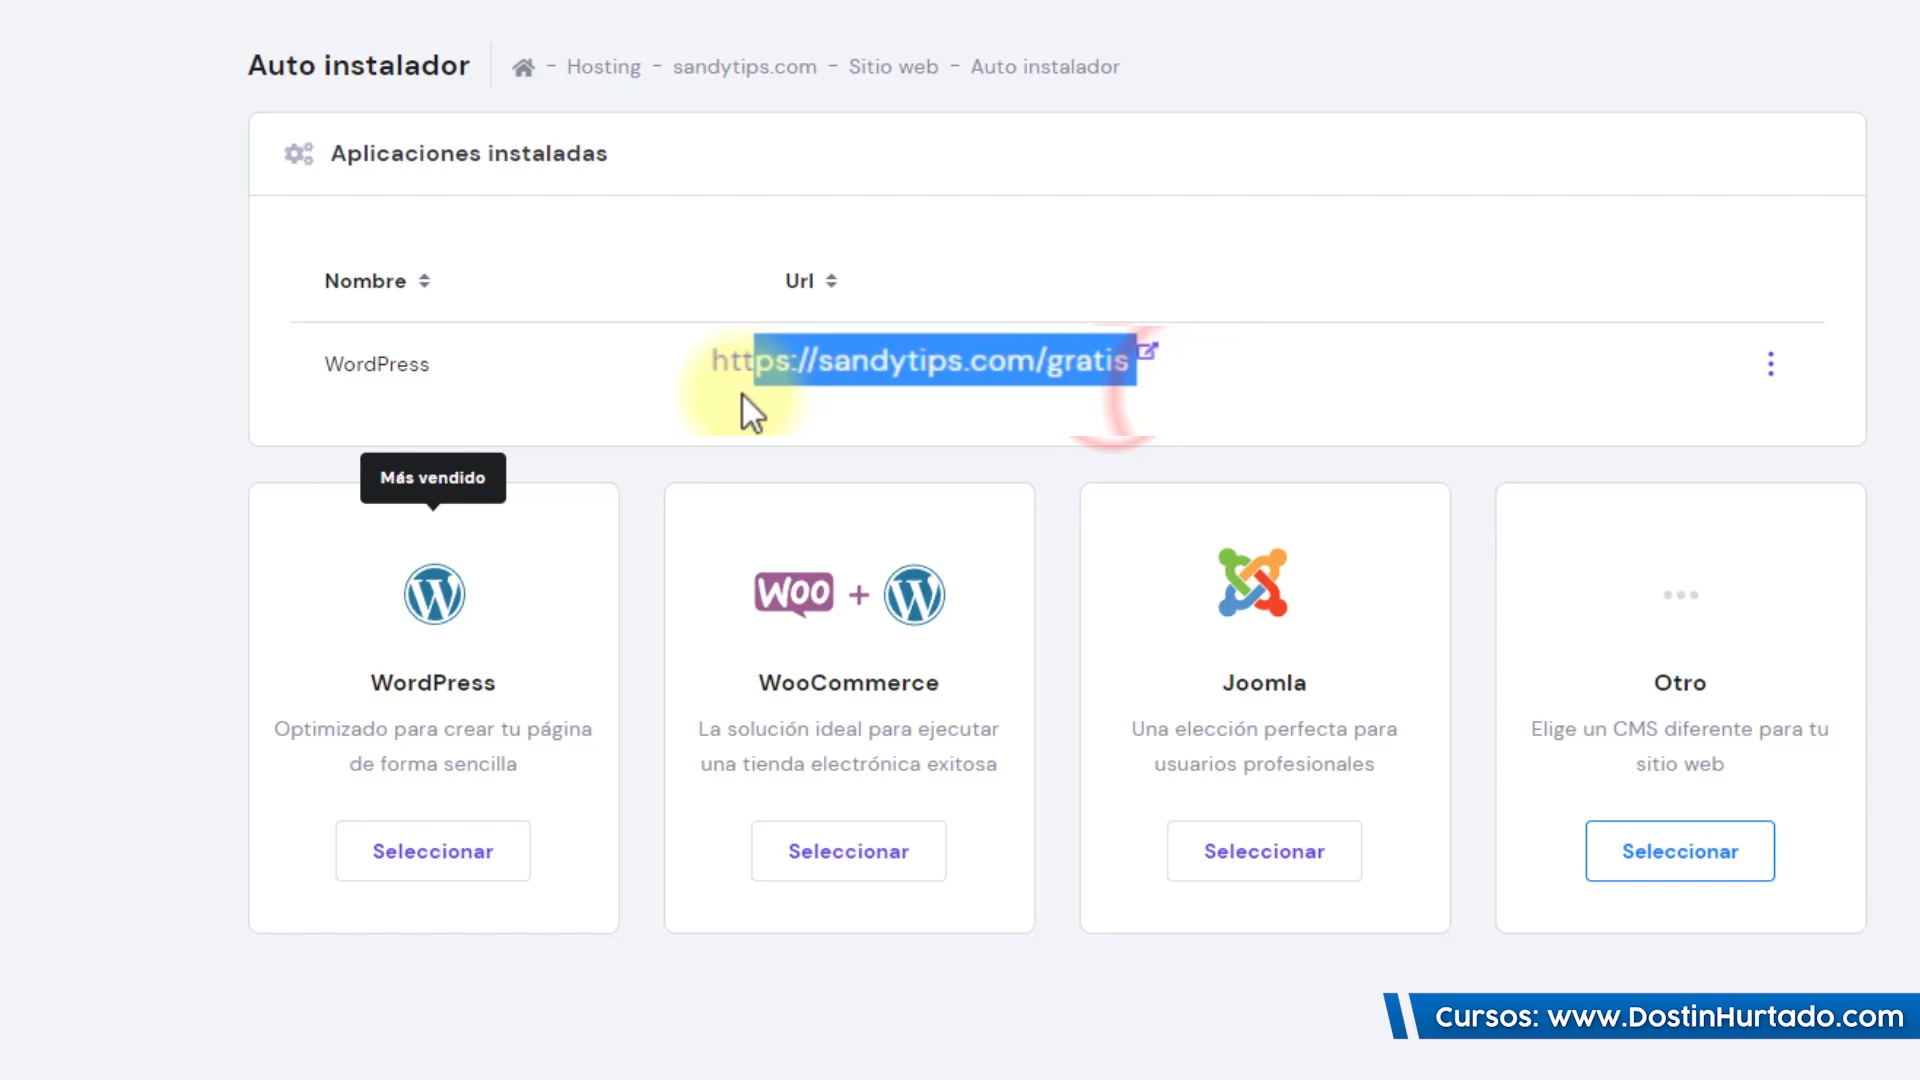 Auto instalador
- Hosting - sandytips.com - Sitio web - Auto instalador
Aplicaciones instaladas
Nombre
Url
WordPress
https://sandytips.com/gratis
Más vendido
WOO +
WordPress
Optimizado para crear tu página
de forma sencilla
Seleccionar
WooCommerce
La solución ideal para ejecutar
una tienda electrónica exitosa
Seleccionar
Joomla
Una elección perfecta para
usuarios profesionales
Seleccionar
Otro
Elige un CMS diferente para tu
sitio web
Seleccionar
Cursos: www.DostinHurtado.com